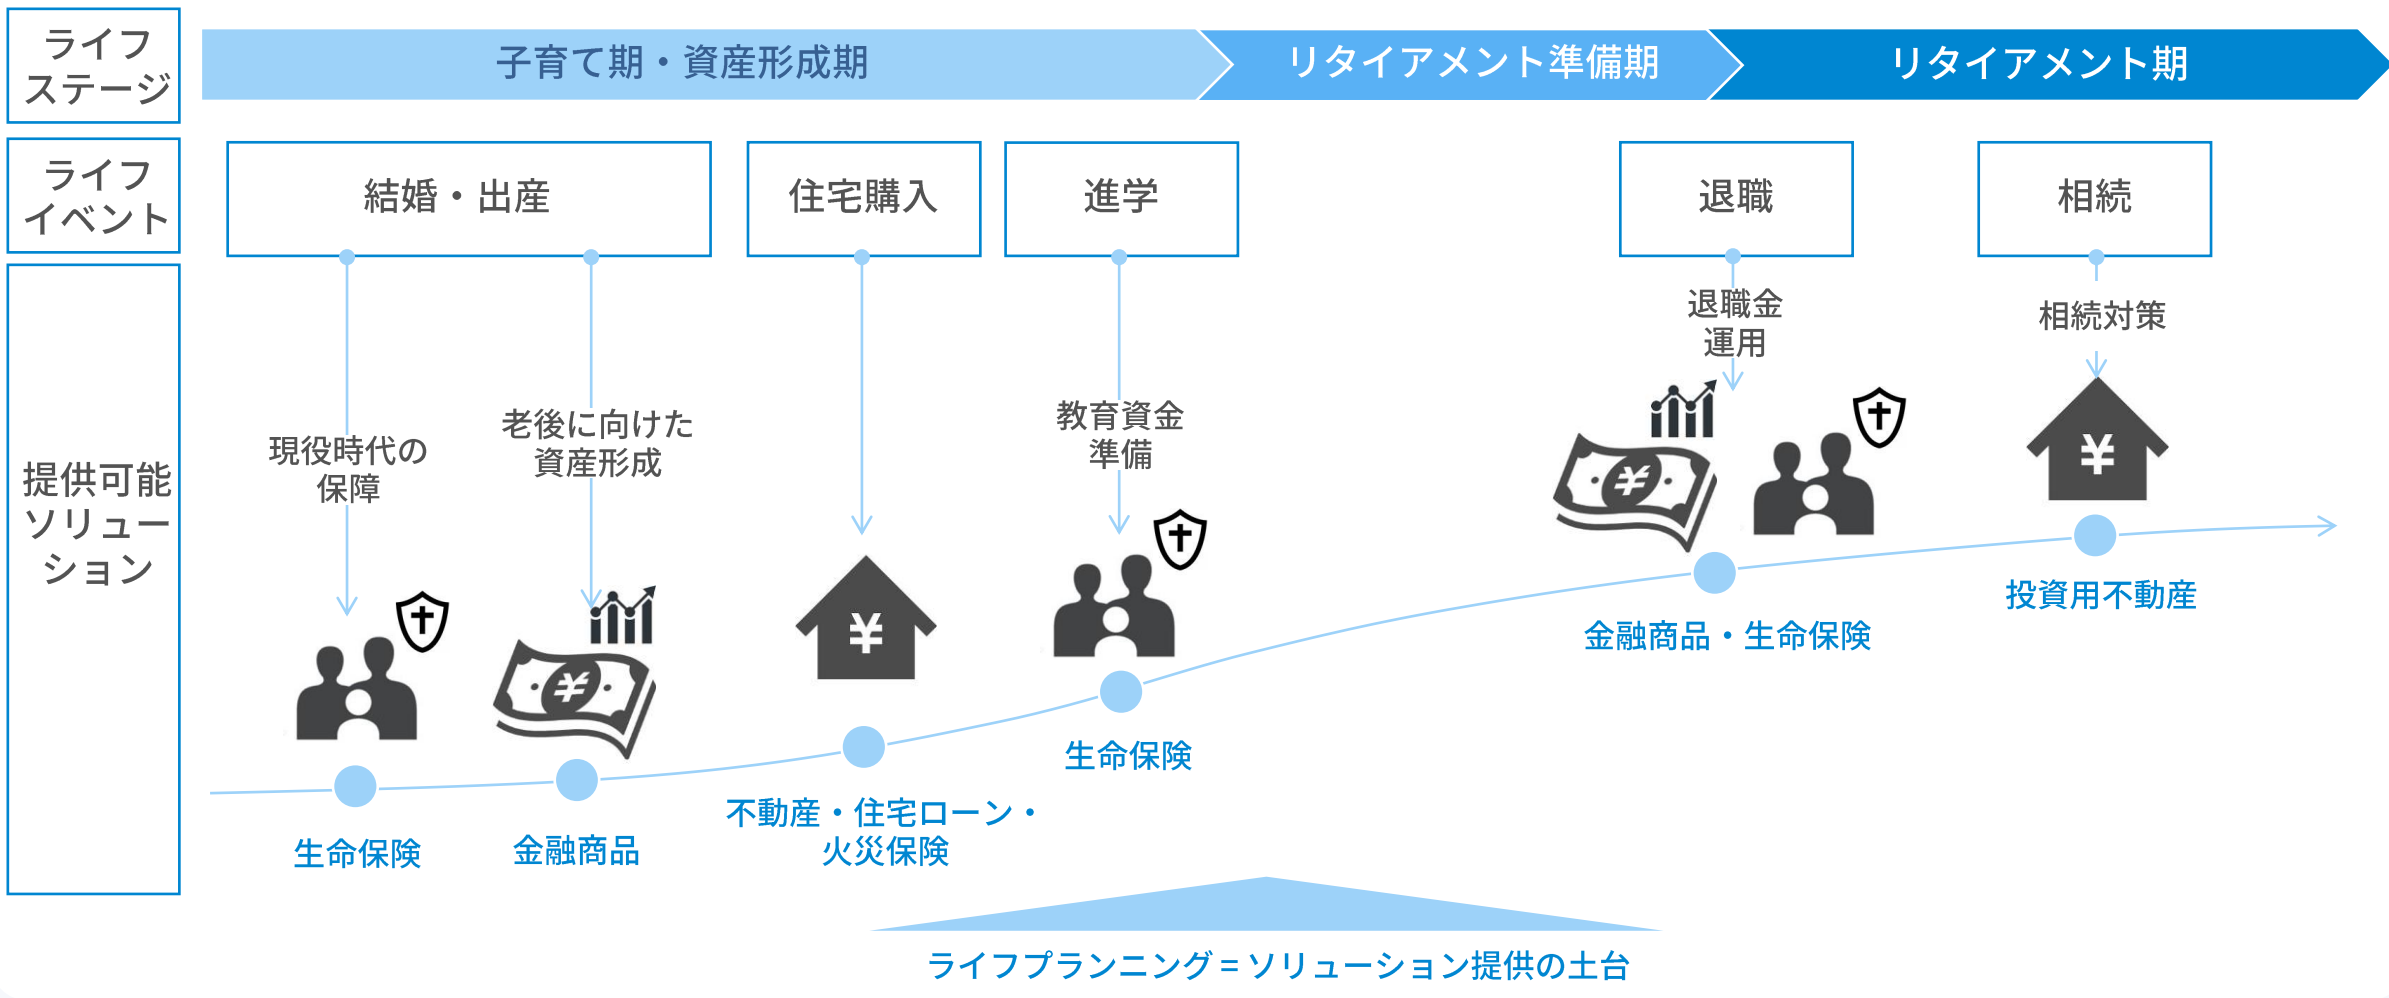 ライフ
ステージ
子育て期・資産形成期
リタイアメント準備期
リタイアメント期
ライフ
イベント
結婚・出産
住宅購入
進学
退職
相続
提供可能
ソリュー
ション
現役時代の
保障
老後に向けた
資産形成
教育資金
準備
退職金
運用
相続対策
¥
¥
¥
¥
生命保険
金融商品
不動産・住宅ローン・
火災保険
生命保険
金融商品・生命保険
投資用不動産
ライフプランニング=ソリューション提供の土台